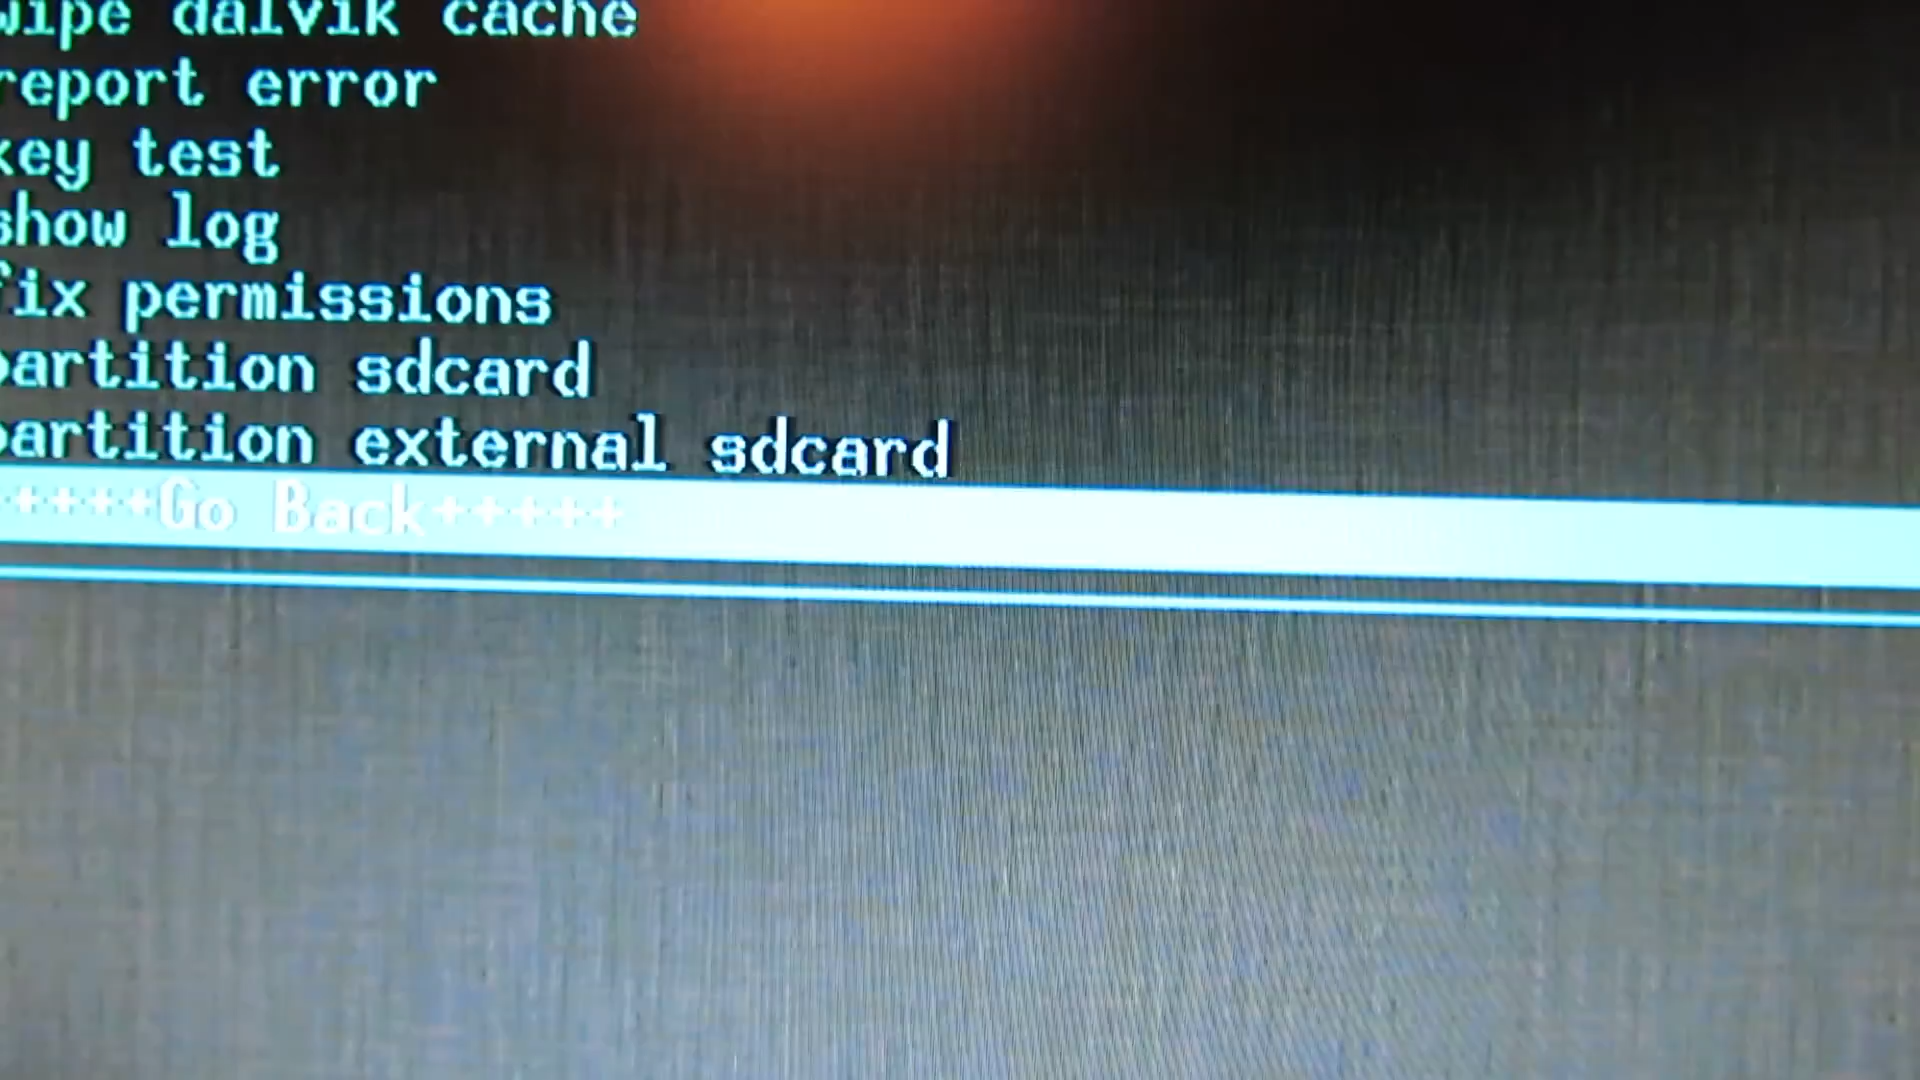 wipe dalvik cache
report error
key test
show log
fix permissions
partition sdcard
partition external sdcard
++++Go Back+++++